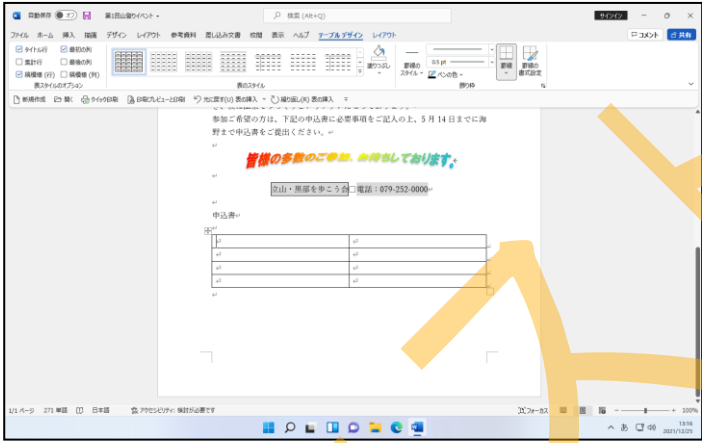 自動保存 オフ 第1回山登りイベント
検索 (Alt+Q)
サインイン
ファイル ホーム 挿入 描画 デザイン レイアウト 参考資料 差し込み文書 校閲 表示 ヘルプ テーブル デザイン レイアウト
コメント 共有
タイトル行 最初の列
集計行 最後の列
縞模様 (行) 縞模様 (列)
塗りつぶし
罫線の
スタイル
0.5 pt
ペンの色
罫線
罫線の
書式設定
表スタイルのオプション 表のスタイル 飾り枠
新規作成 開く クイック印刷 印刷プレビューと印刷 元に戻す(U) 表の挿入 繰り返し(R) 表の挿入
参加ご希望の方は、下記の申込書に必要事項をご記入の上、5 月 14 日までに海
野まで申込書をご提出ください。
皆様の多数のご参加、お待ちしております。
立山・黒部を歩こう会 電話：079-252-0000
申込書
1/1 ページ 271 単語 日本語 アクセシビリティ: 検討が必要です
フォーカス
100%
あ
13:56
2021/12/25